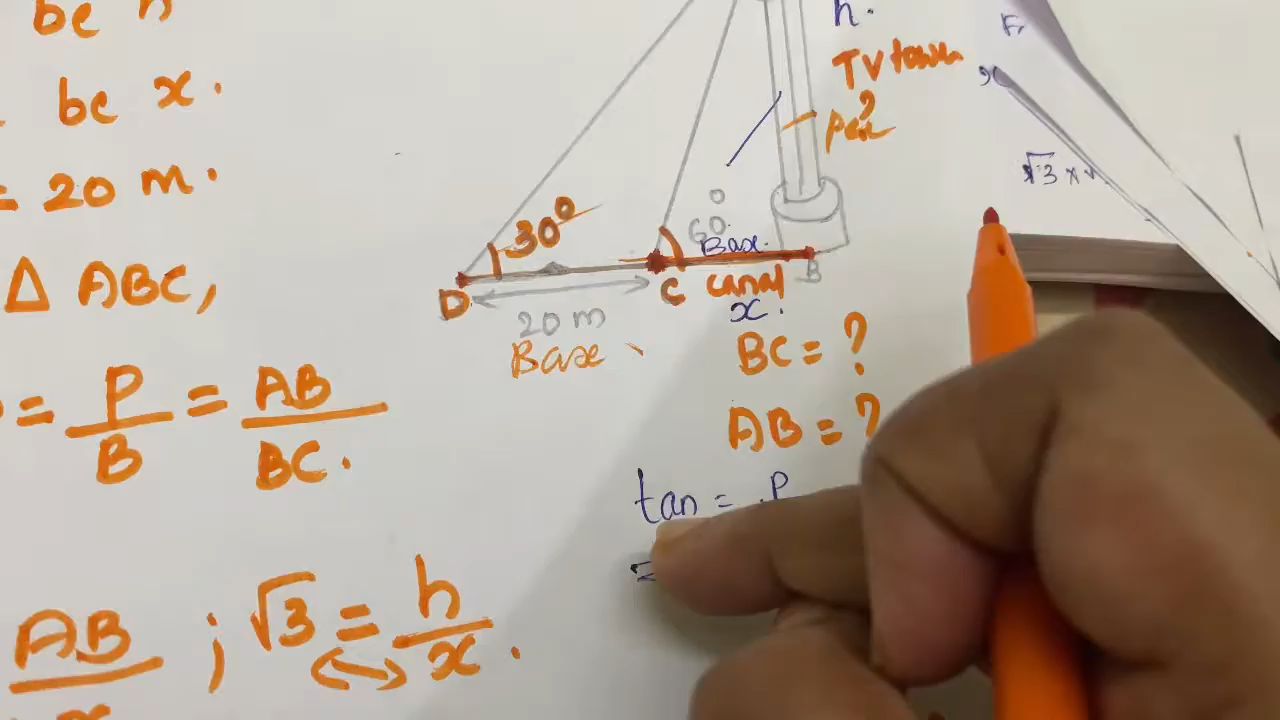 be h
be x.
= 20 m.
Δ ABC,
= P/B = AB/BC.
AB/x ; √3 = h/x.
h.
TV tower
30°
60°
Base.
D
C
canal
B
20 m
x.
Base
BC = ?
AB = ?
tan = P
√3 x